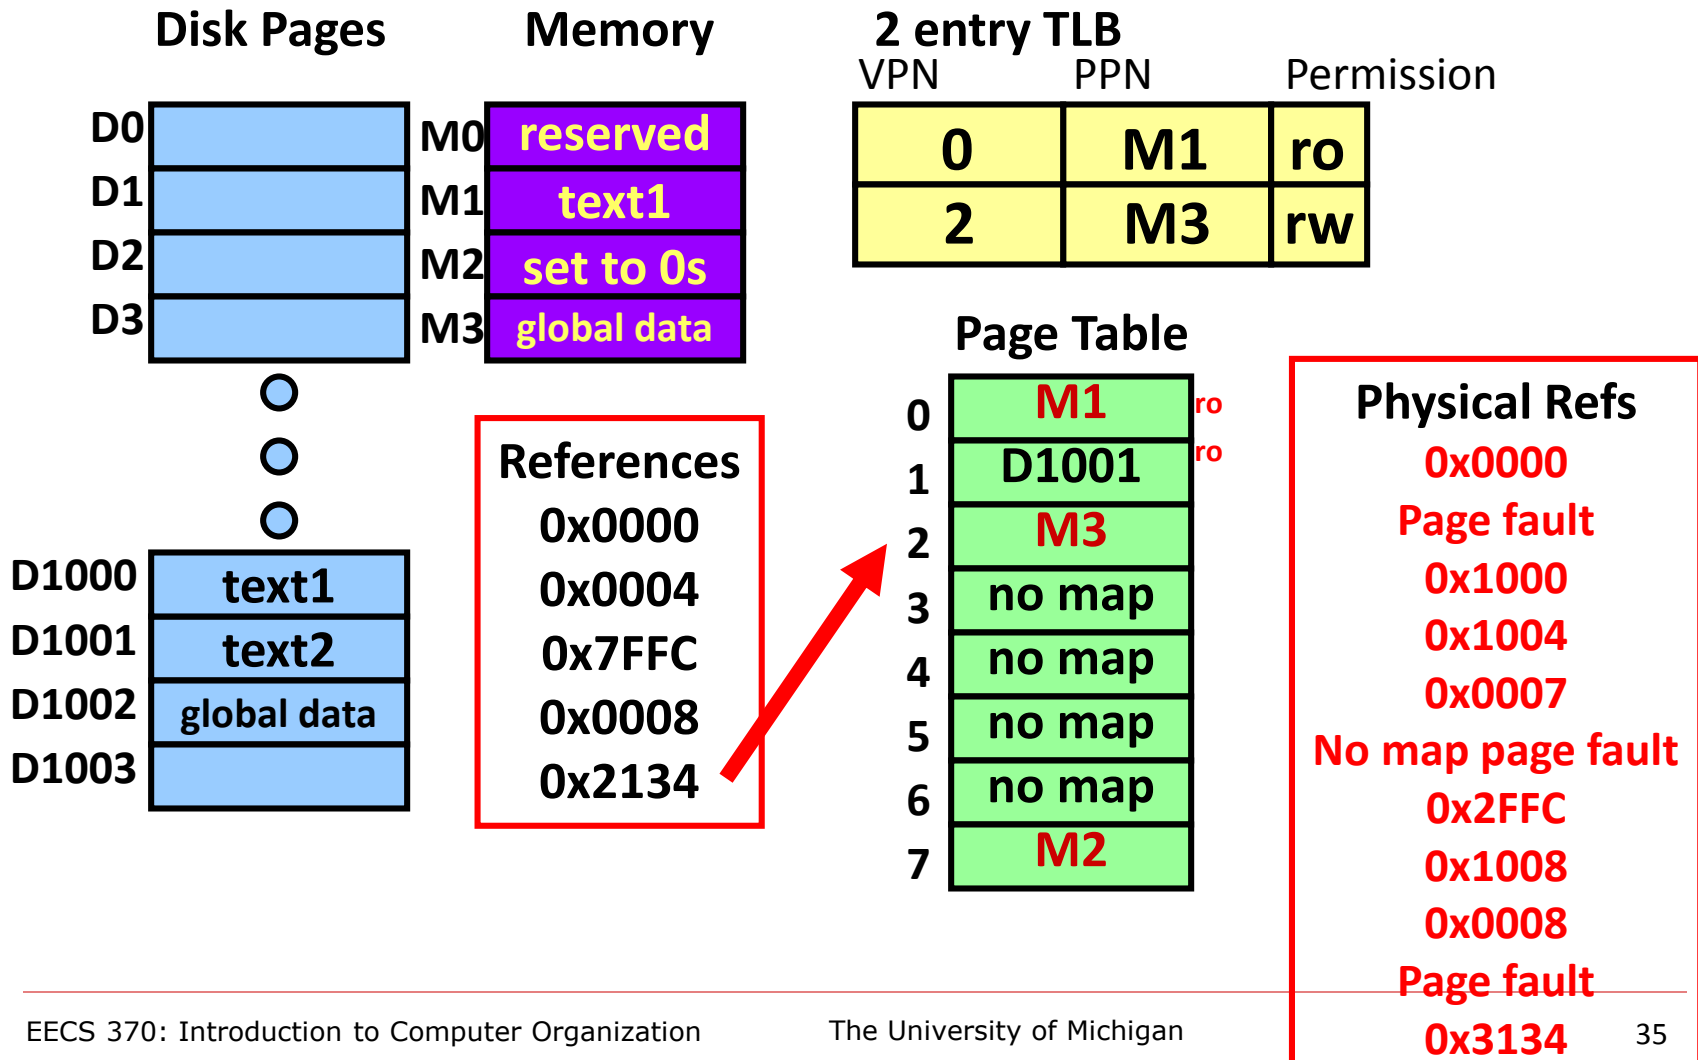 Disk Pages
D0
D1
D2
D3
D1000 text1
D1001 text2
D1002 global data
D1003
Memory
M0 reserved
M1 text1
M2 set to 0s
M3 global data
References
0x0000
0x0004
0x7FFC
0x0008
0x2134
2 entry TLB
VPN PPN Permission
0 M1 ro
2 M3 rw
Page Table
0 M1 ro
1 D1001 ro
2 M3
3 no map
4 no map
5 no map
6 no map
7 M2
Physical Refs
0x0000
Page fault
0x1000
0x1004
0x0007
No map page fault
0x2FFC
0x1008
0x0008
Page fault
0x3134
EECS 370: Introduction to Computer Organization The University of Michigan 35